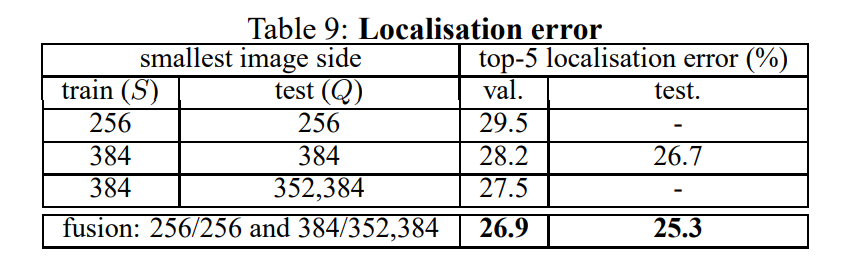 Table 9: Localisation error
smallest image side top-5 localisation error (%)
train (S) test (Q) val. test.
256 256 29.5 -
384 384 28.2 26.7
384 352,384 27.5 -
fusion: 256/256 and 384/352,384 26.9 25.3